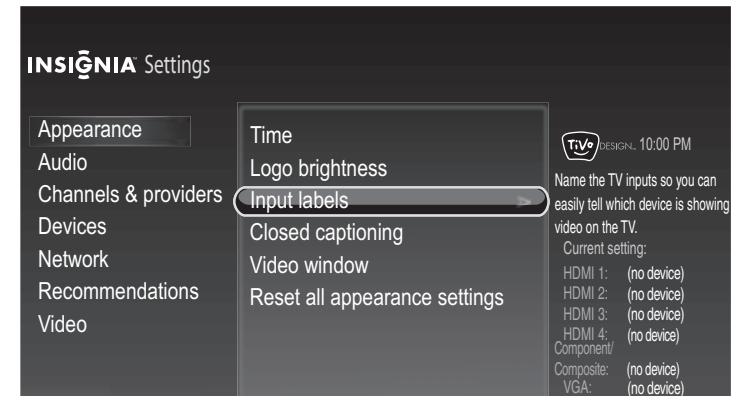 INSIGNIA™ Settings
Appearance
Audio
Channels & providers
Devices
Network
Recommendations
Video
Time
Logo brightness
Input labels >
Closed captioning
Video window
Reset all appearance settings
TiVo DESIGN™ 10:00 PM
Name the TV inputs so you can
easily tell which device is showing
video on the TV.
Current setting:
HDMI 1: (no device)
HDMI 2: (no device)
HDMI 3: (no device)
HDMI 4: (no device)
Component/
Composite: (no device)
VGA: (no device)